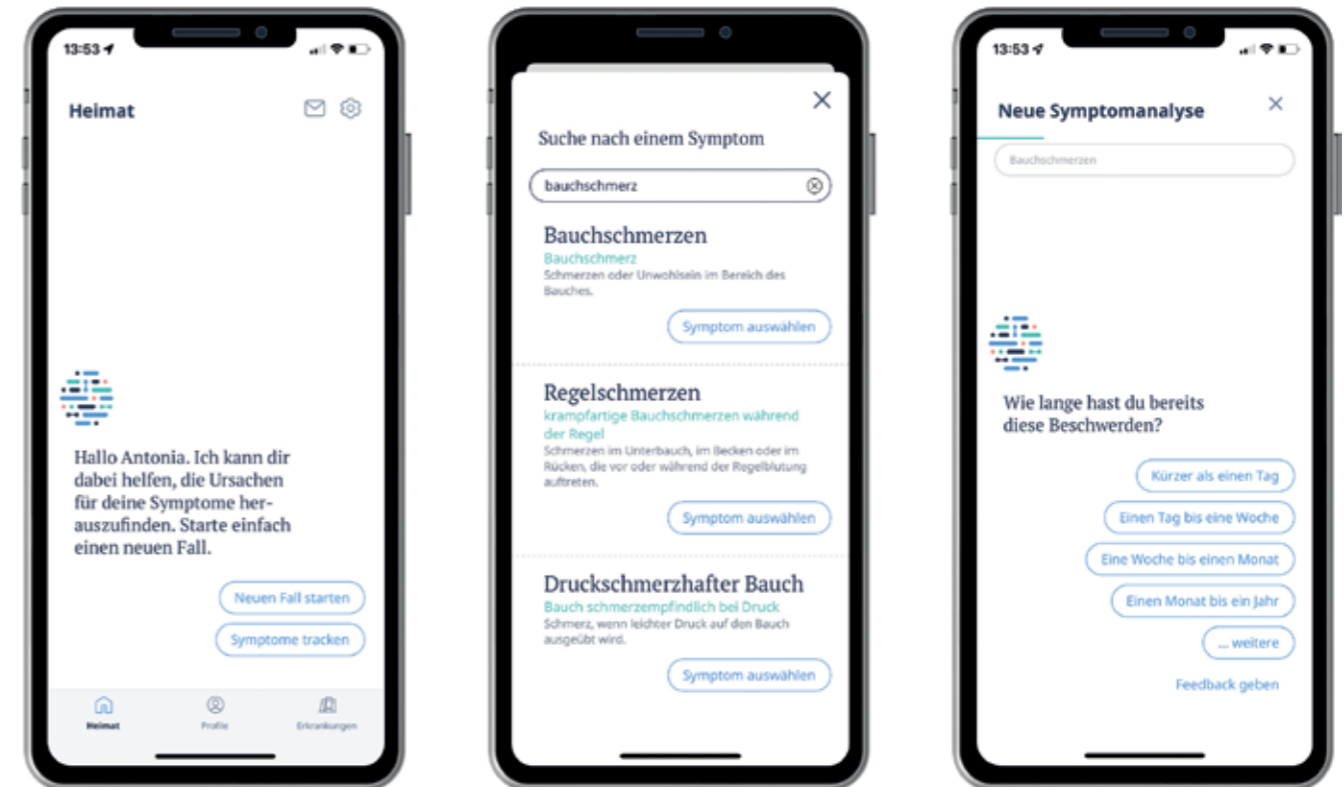 13:53
Heimat
Hallo Antonia. Ich kann dir
dabei helfen, die Ursachen
für deine Symptome her-
auszufinden. Starte einfach
einen neuen Fall.
Neuen Fall starten
Symptome tracken
Heimat
Profile
Erkrankungen
Suche nach einem Symptom
bauchschmerz
Bauchschmerzen
Bauchschmerz
Schmerzen oder Unwohlsein im Bereich des
Bauches.
Symptom auswählen
Regelschmerzen
krampfartige Bauchschmerzen während
der Regel
Schmerzen im Unterbauch, im Becken oder im
Rücken, die vor oder während der Regelblutung
auftreten.
Symptom auswählen
Druckschmerzhafter Bauch
Bauch schmerzempfindlich bei Druck
Schmerz, wenn leichter Druck auf den Bauch
ausgeübt wird.
Symptom auswählen
13:53
Neue Symptomanalyse
Bauchschmerzen
Wie lange hast du bereits
diese Beschwerden?
Kürzer als einen Tag
Einen Tag bis eine Woche
Eine Woche bis einen Monat
Einen Monat bis ein Jahr
... weitere
Feedback geben